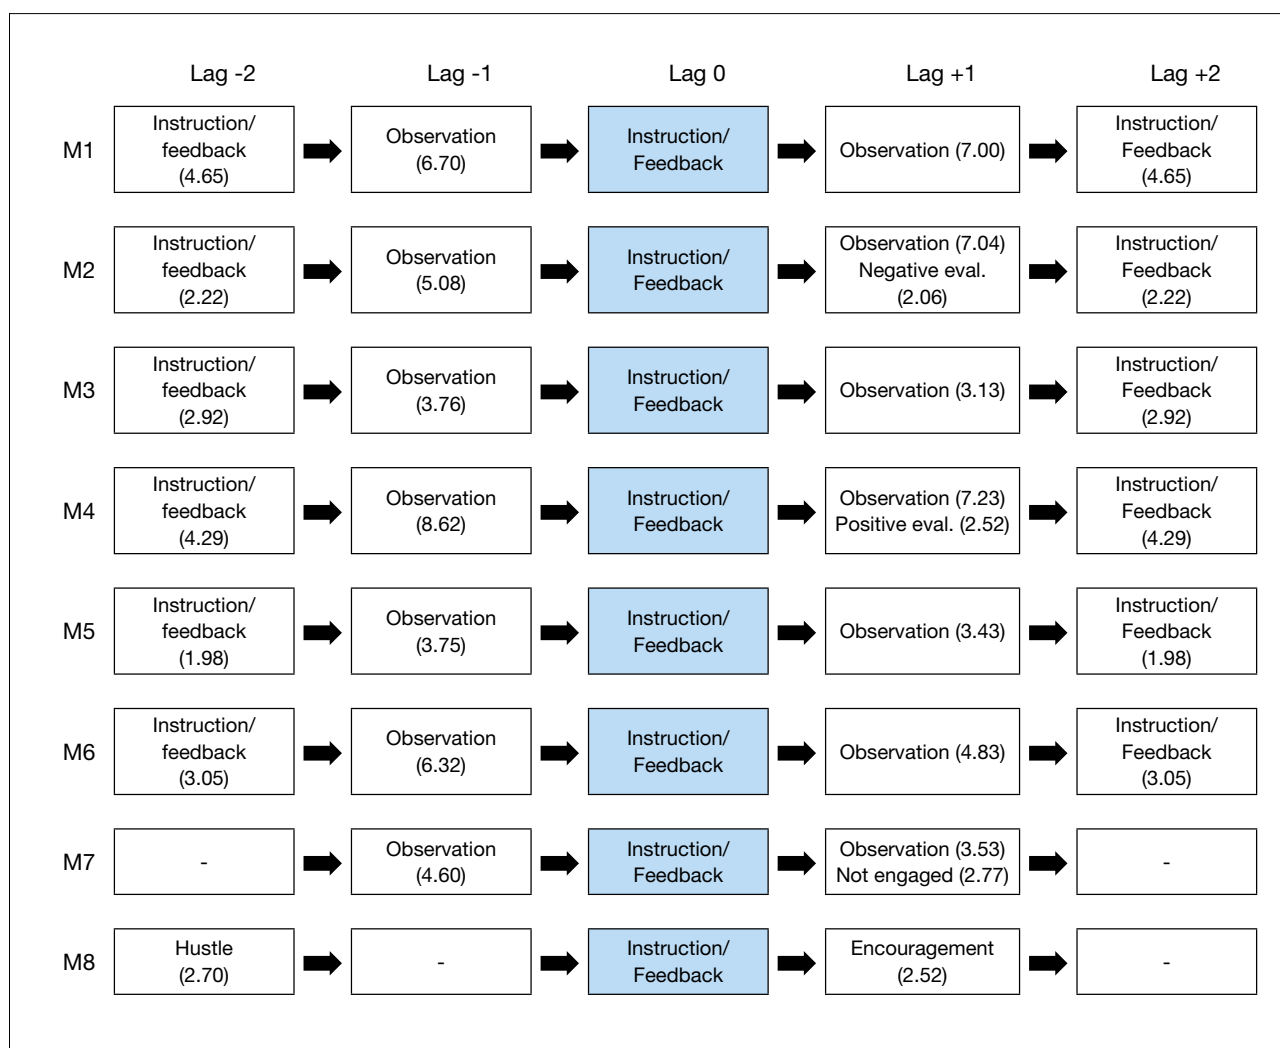 Lag -2 Lag -1 Lag 0 Lag +1 Lag +2
M1
Instruction/
feedback
(4.65)
Observation
(6.70)
Instruction/
Feedback
Observation (7.00)
Instruction/
Feedback
(4.65)
M2
Instruction/
feedback
(2.22)
Observation
(5.08)
Instruction/
Feedback
Observation (7.04)
Negative eval.
(2.06)
Instruction/
Feedback
(2.22)
M3
Instruction/
feedback
(2.92)
Observation
(3.76)
Instruction/
Feedback
Observation (3.13)
Instruction/
Feedback
(2.92)
M4
Instruction/
feedback
(4.29)
Observation
(8.62)
Instruction/
Feedback
Observation (7.23)
Positive eval. (2.52)
Instruction/
Feedback
(4.29)
M5
Instruction/
feedback
(1.98)
Observation
(3.75)
Instruction/
Feedback
Observation (3.43)
Instruction/
Feedback
(1.98)
M6
Instruction/
feedback
(3.05)
Observation
(6.32)
Instruction/
Feedback
Observation (4.83)
Instruction/
Feedback
(3.05)
M7
-
Observation
(4.60)
Instruction/
Feedback
Observation (3.53)
Not engaged (2.77)
-
M8
Hustle
(2.70)
-
Instruction/
Feedback
Encouragement
(2.52)
-